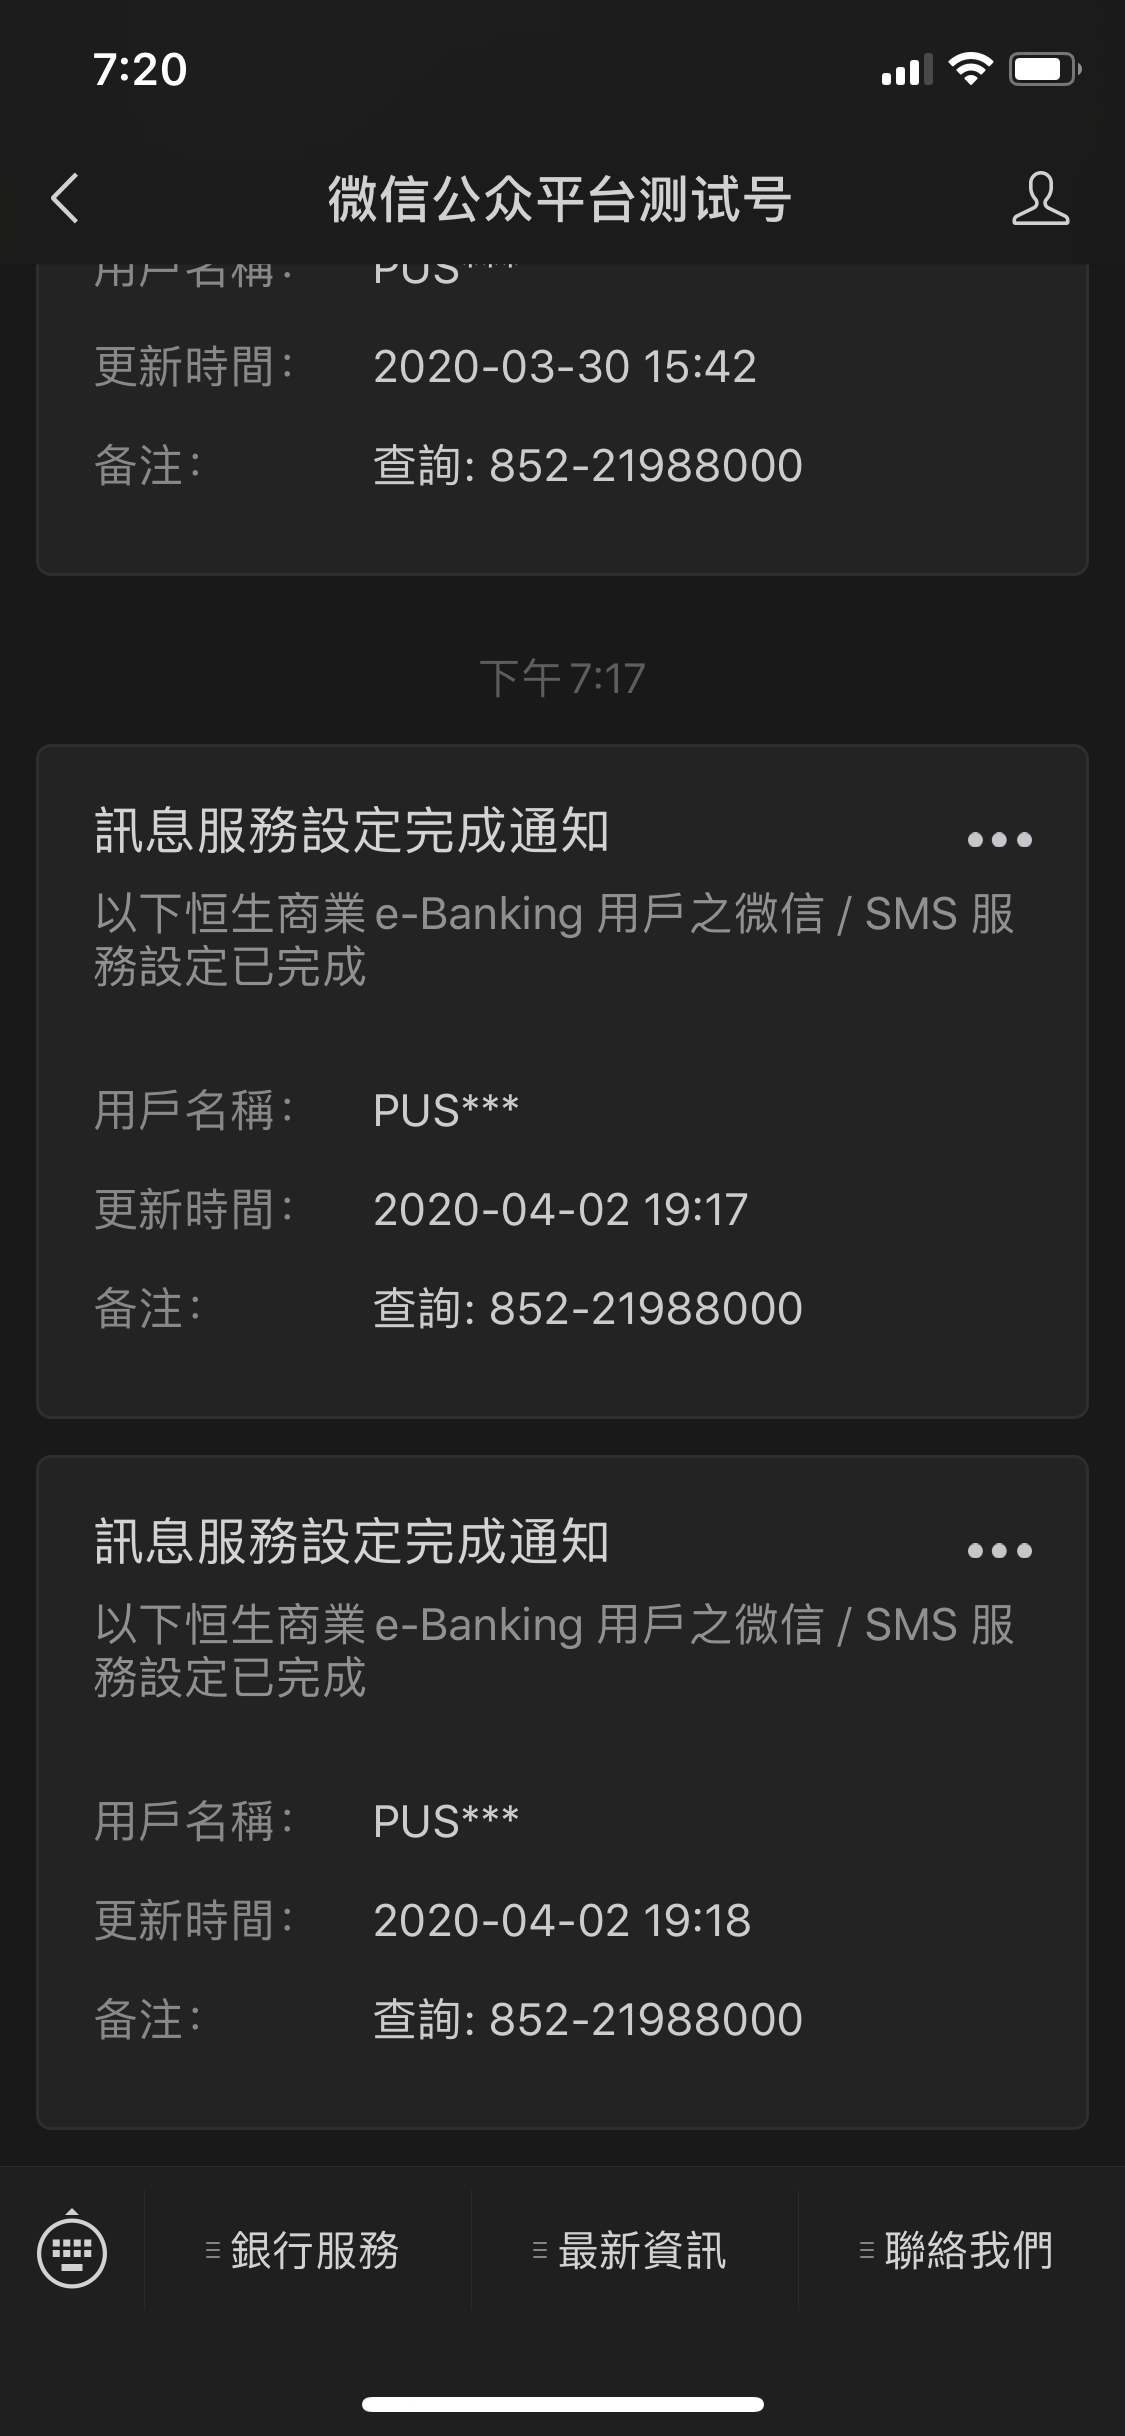 7:20
微信公众平台测试号
用戶名稱： PUS***
更新時間： 2020-03-30 15:42
备注： 查詢: 852-21988000
下午 7:17
訊息服務設定完成通知
以下恒生商業 e-Banking 用戶之微信 / SMS 服
務設定已完成
用戶名稱： PUS***
更新時間： 2020-04-02 19:17
备注： 查詢: 852-21988000
訊息服務設定完成通知
以下恒生商業 e-Banking 用戶之微信 / SMS 服
務設定已完成
用戶名稱： PUS***
更新時間： 2020-04-02 19:18
备注： 查詢: 852-21988000
銀行服務 最新資訊 聯絡我們